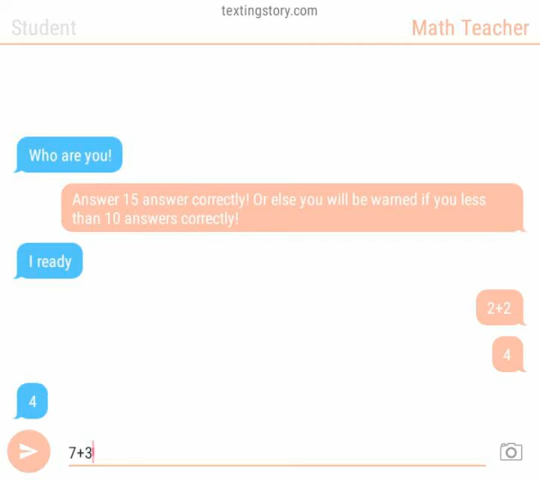 textingstory.com
Student
Math Teacher
Who are you!
Answer 15 answer correctly! Or else you will be warned if you less
than 10 answers correctly!
I ready
2+2
4
4
7+3